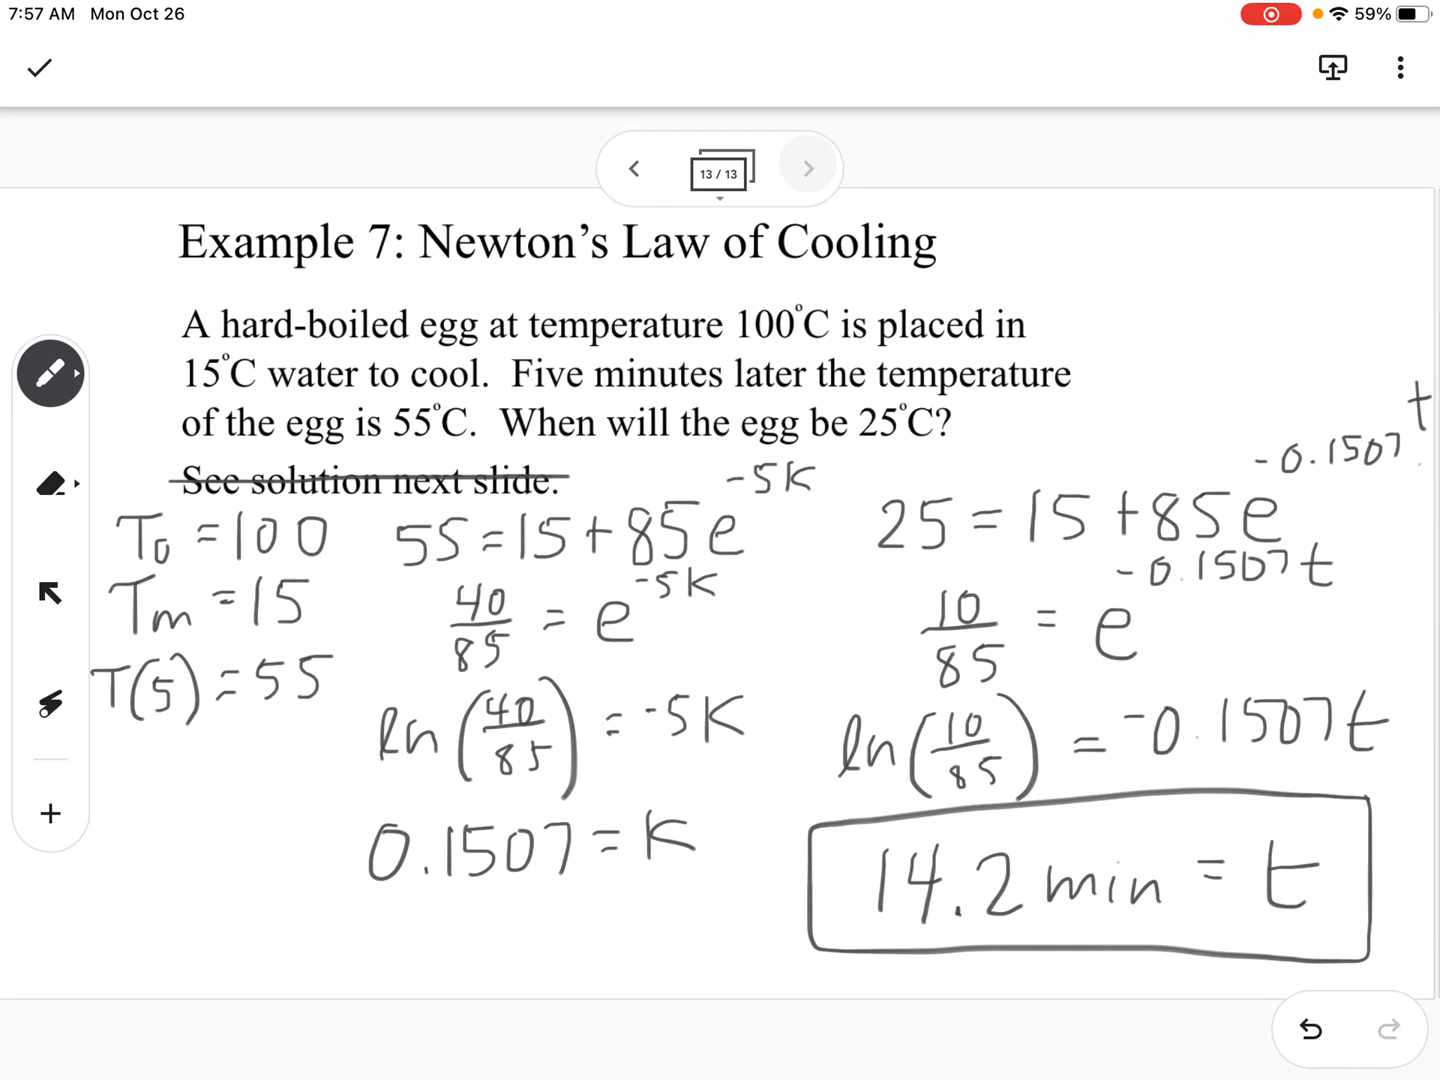 7:57 AM Mon Oct 26
59%
13 / 13
Example 7: Newton's Law of Cooling
A hard-boiled egg at temperature 100°C is placed in
15°C water to cool. Five minutes later the temperature
of the egg is 55°C. When will the egg be 25°C?
See solution next slide.
T₀ = 100
Tm = 15
T(5) = 55
55 = 15 + 85e^(-5K)
40/85 = e^(-5K)
ln(40/85) = -5K
0.1507 = K
25 = 15 + 85e^(-0.1507t)
10/85 = e^(-0.1507t)
ln(10/85) = -0.1507t
14.2 min = t